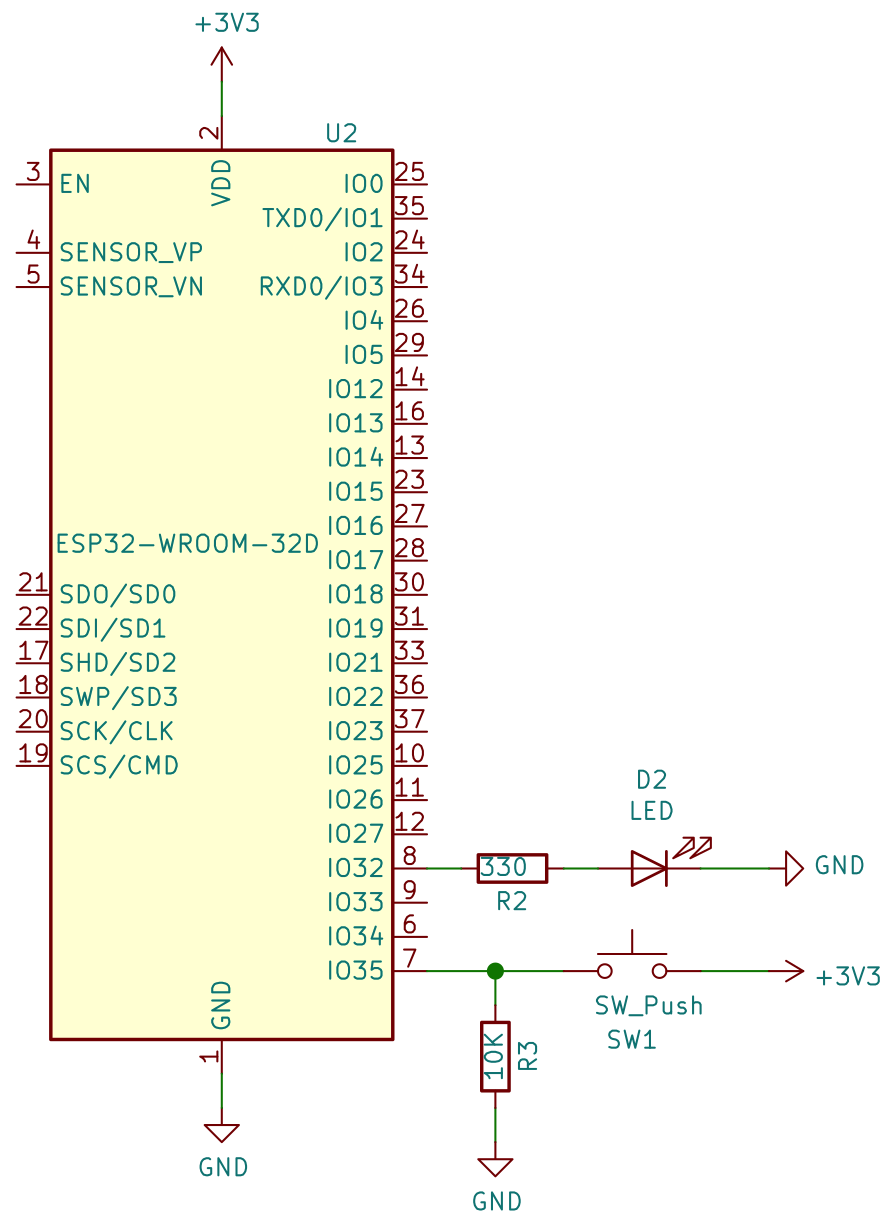 +3V3
2
U2
VDD
3
EN
IO0
25
TXD0/IO1
35
4
SENSOR_VP
IO2
24
5
SENSOR_VN
RXD0/IO3
34
IO4
26
IO5
29
IO12
14
IO13
16
IO14
13
IO15
23
IO16
27
ESP32-WROOM-32D
IO17
28
21
SDO/SD0
IO18
30
22
SDI/SD1
IO19
31
17
SHD/SD2
IO21
33
18
SWP/SD3
IO22
36
20
SCK/CLK
IO23
37
19
SCS/CMD
IO25
10
IO26
11
IO27
12
D2
LED
IO32
8
330
R2
GND
IO33
9
IO34
6
IO35
7
SW_Push
SW1
+3V3
GND
1
GND
10K
R3
GND